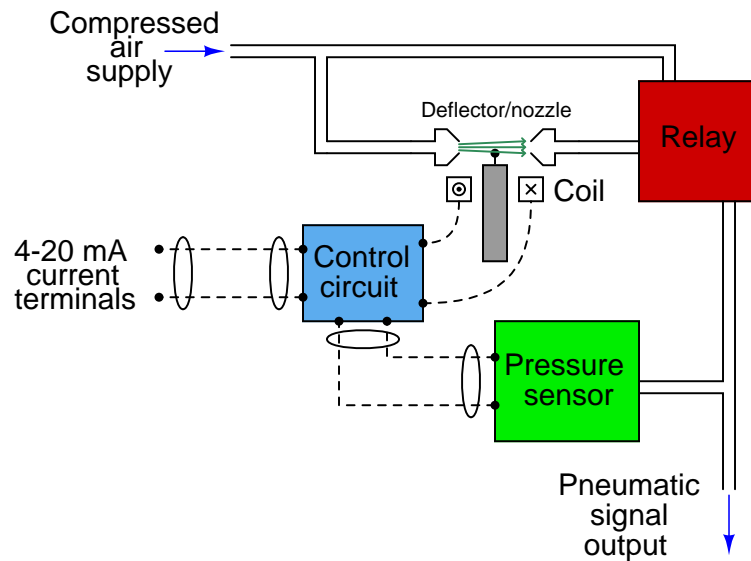 Compressed
air
supply
Deflector/nozzle
Relay
Coil
4-20 mA
current
terminals
Control
circuit
Pressure
sensor
Pneumatic
signal
output